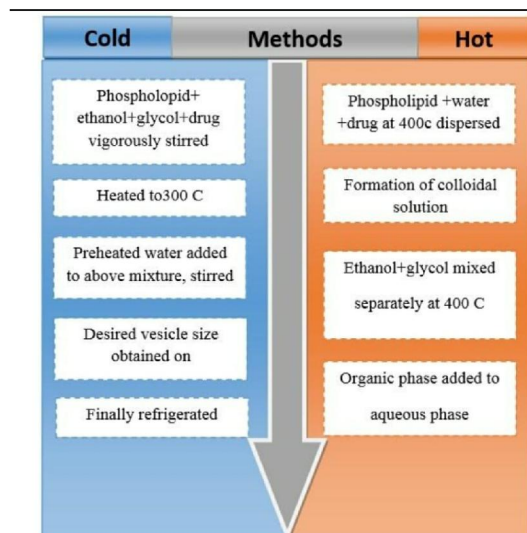 Cold Methods Hot
Phospholopid+
ethanol+glycol+drug
vigorously stirred
Heated to300 C
Preheated water added
to above mixture, stirred
Desired vesicle size
obtained on
Finally refrigerated
Phospholipid +water
+drug at 400c dispersed
Formation of colloidal
solution
Ethanol+glycol mixed
separately at 400 C
Organic phase added to
aqueous phase